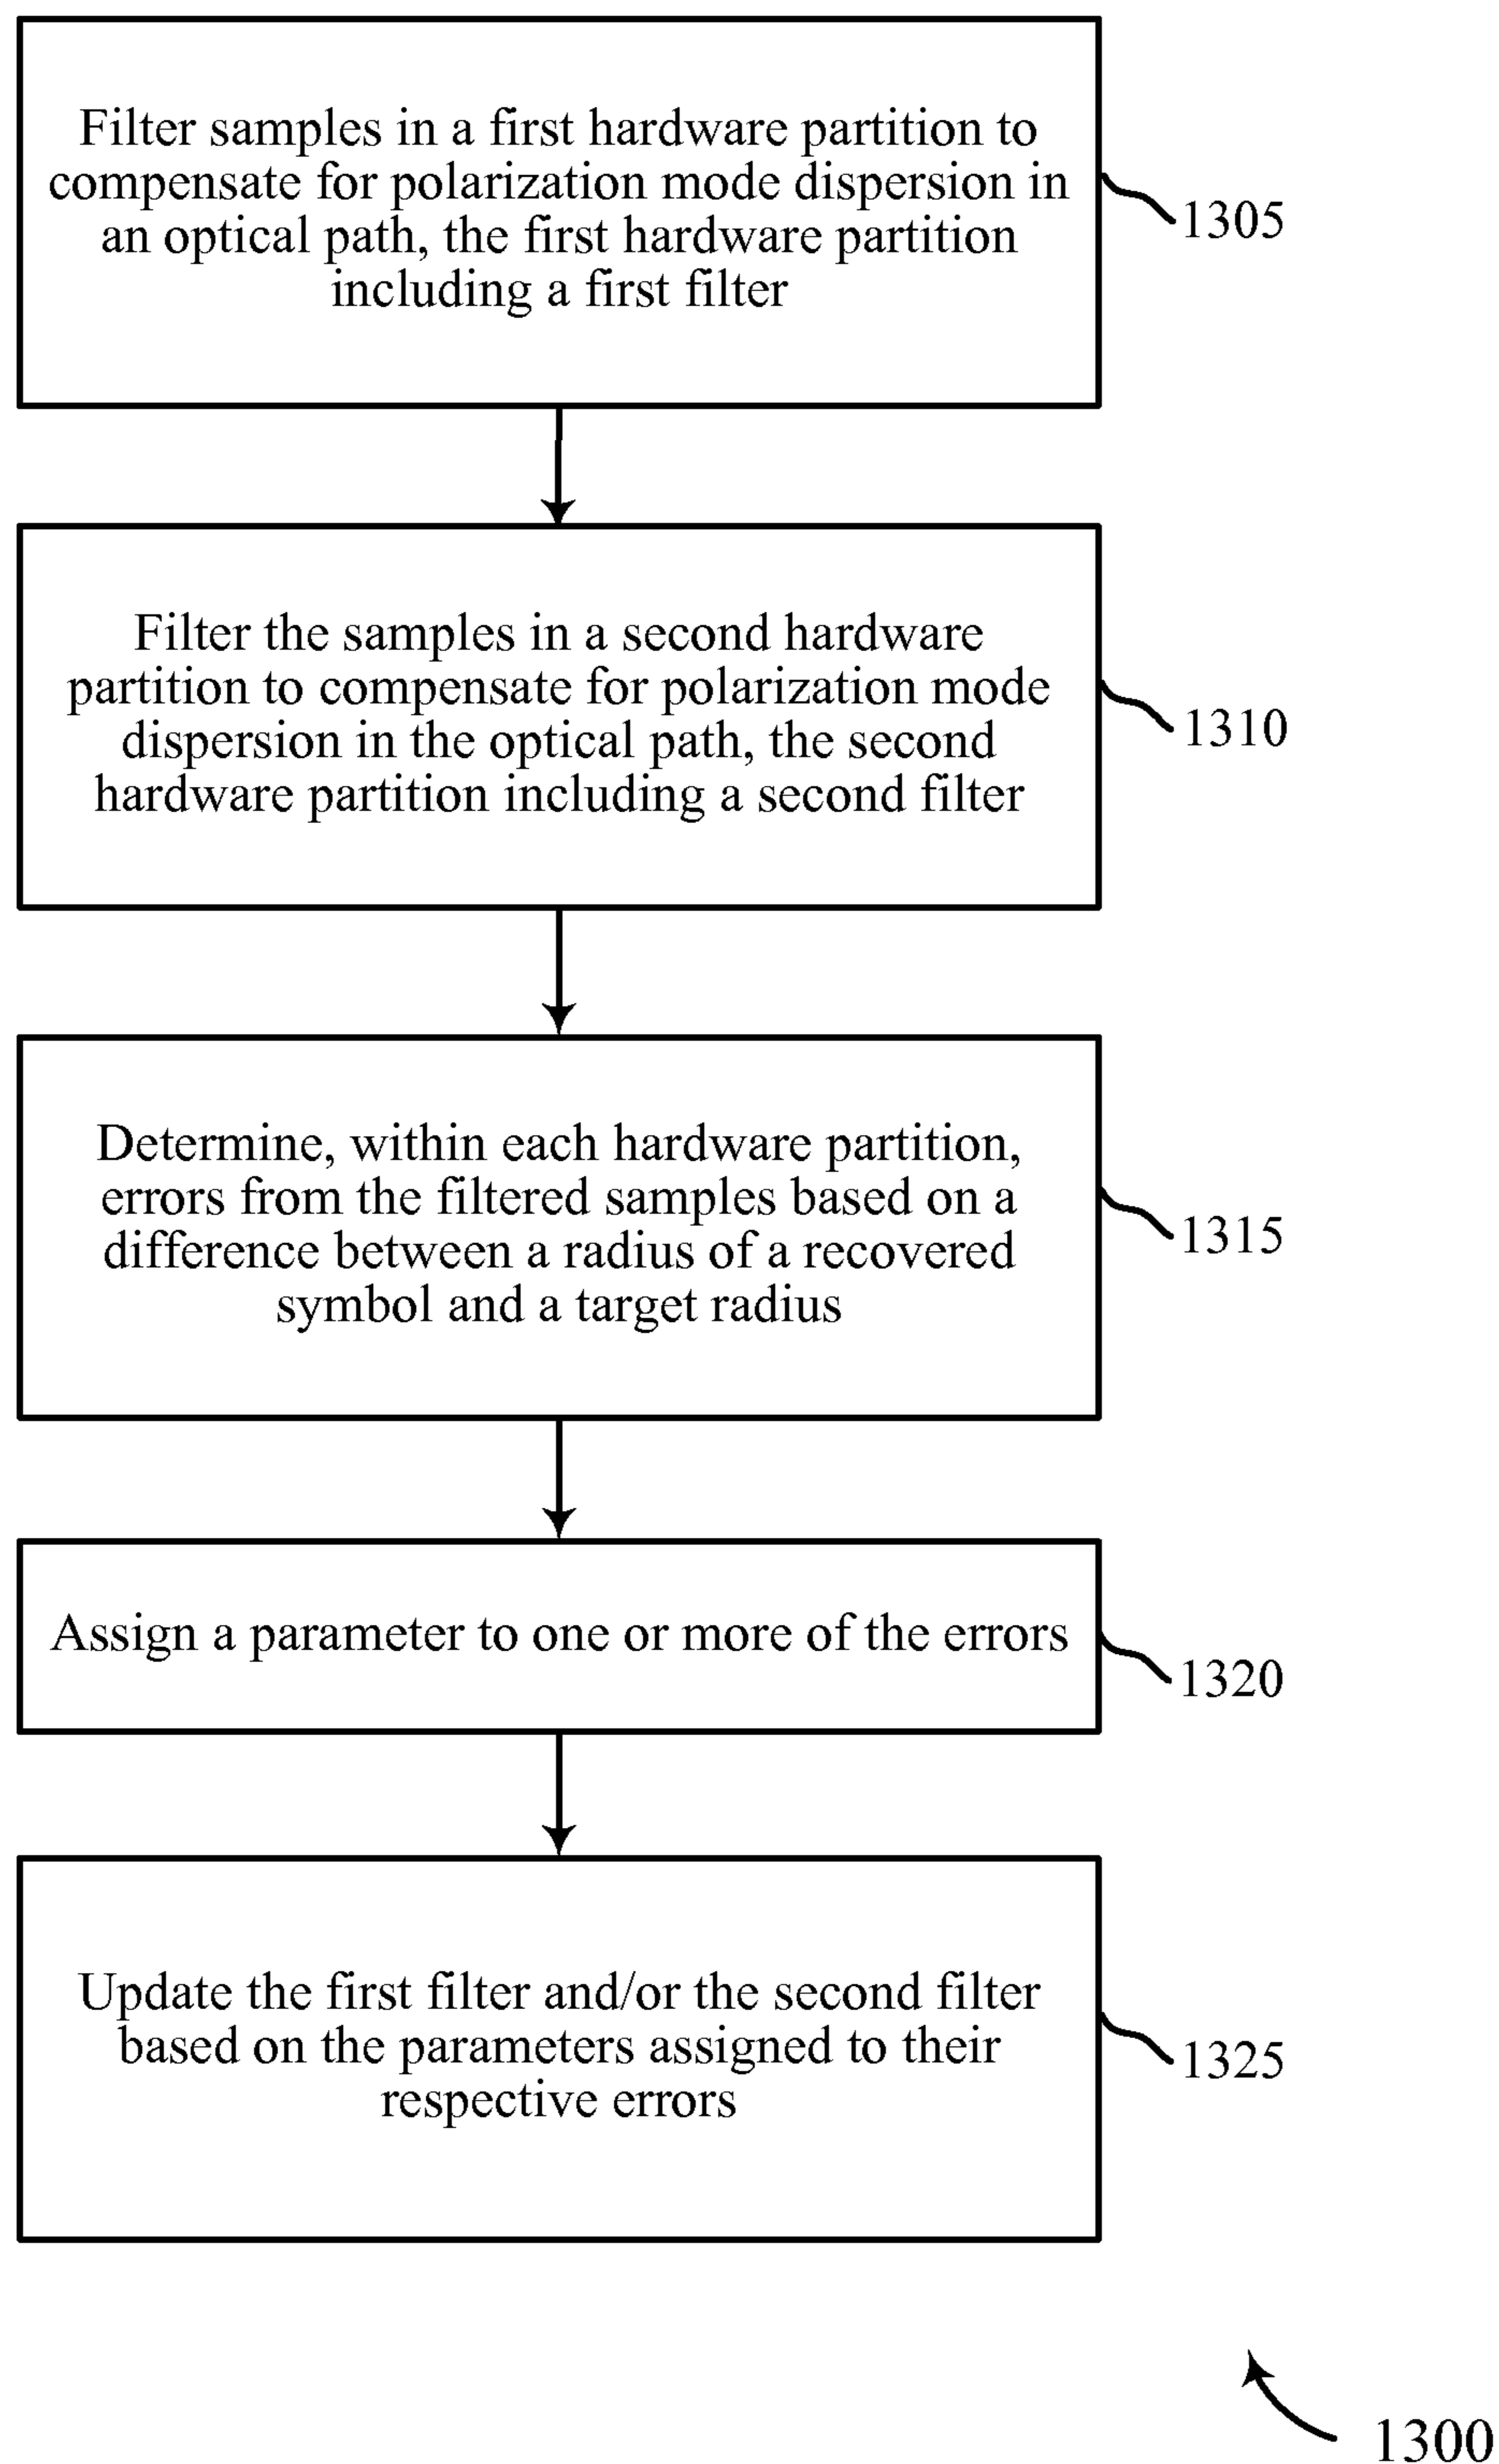 Filter samples in a first hardware partition to
compensate for polarization mode dispersion in
an optical path, the first hardware partition
including a first filter
1305
Filter the samples in a second hardware
partition to compensate for polarization mode
dispersion in the optical path, the second
hardware partition including a second filter
1310
Determine, within each hardware partition,
errors from the filtered samples based on a
difference between a radius of a recovered
symbol and a target radius
1315
Assign a parameter to one or more of the errors
1320
Update the first filter and/or the second filter
based on the parameters assigned to their
respective errors
1325
1300